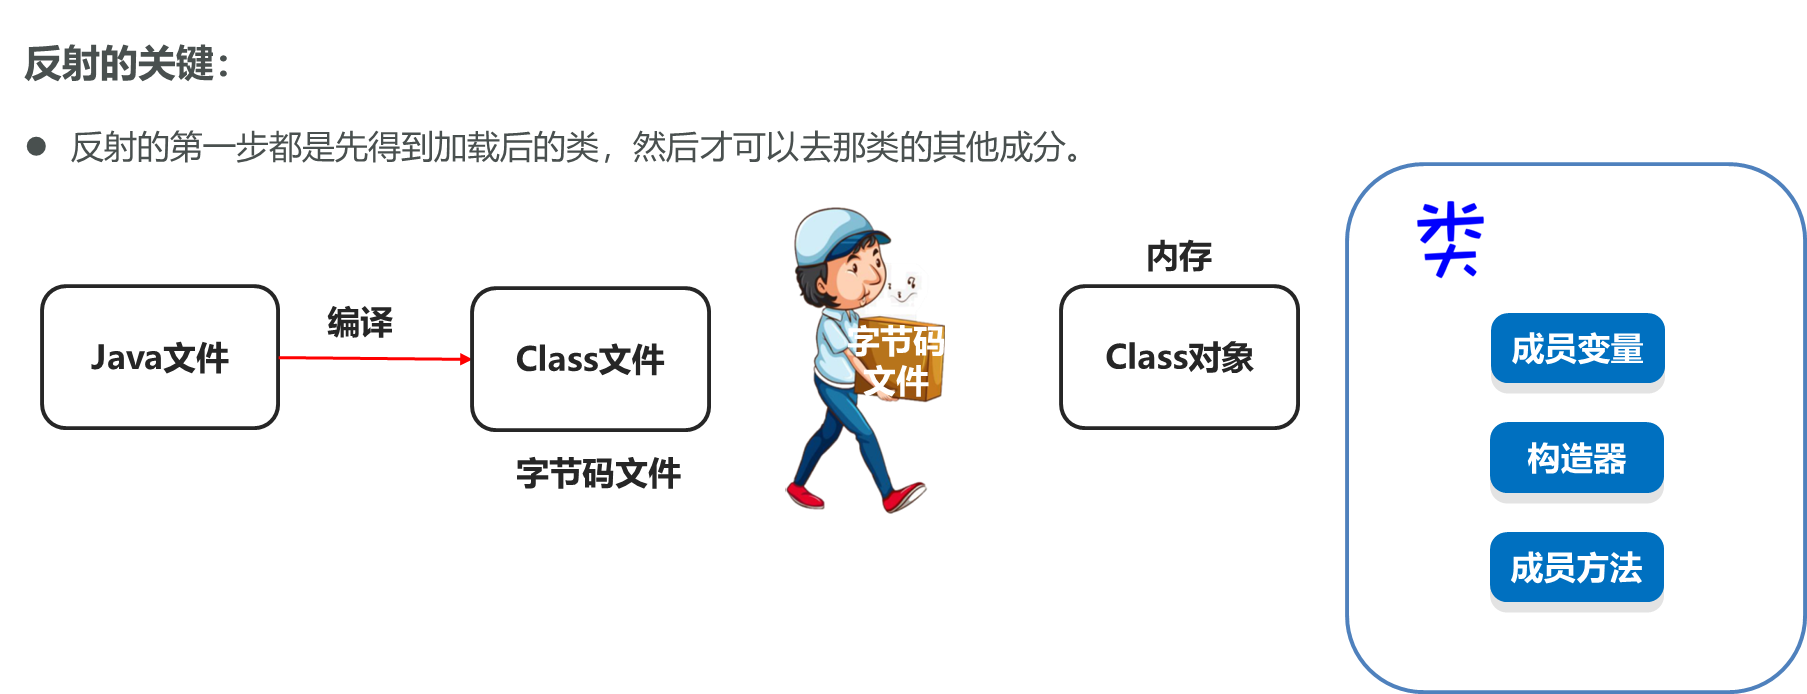 反射的关键：
反射的第一步都是先得到加载后的类，然后才可以去那类的其他成分。
Java文件
编译
Class文件
字节码文件
字节码
文件
内存
Class对象
类
成员变量
构造器
成员方法